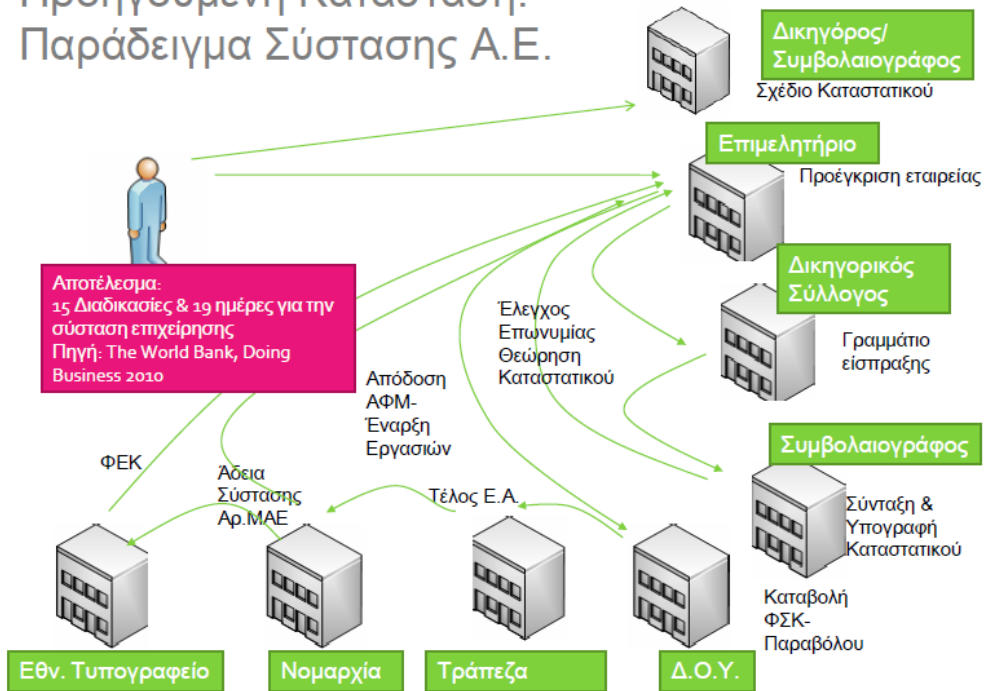 Προηγούμενη Κατάσταση:
Παράδειγμα Σύστασης Α.Ε.
Δικηγόρος/
Συμβολαιογράφος
Σχέδιο Καταστατικού
Επιμελητήριο
Προέγκριση εταιρείας
Αποτέλεσμα:
15 Διαδικασίες & 19 ημέρες για την
σύσταση επιχείρησης
Πηγή: The World Bank, Doing
Business 2010
Δικηγορικός
Σύλλογος
Γραμμάτιο
είσπραξης
Έλεγχος
Επωνυμίας
Θεώρηση
Καταστατικού
Απόδοση
ΑΦΜ-
Έναρξη
Εργασιών
Συμβολαιογράφος
Σύνταξη &
Υπογραφή
Καταστατικού
ΦΕΚ
Άδεια
Σύστασης
Αρ.ΜΑΕ
Τέλος Ε.Α.
Καταβολή
ΦΣΚ-
Παραβόλου
Εθν. Τυπογραφείο
Νομαρχία
Τράπεζα
Δ.Ο.Υ.